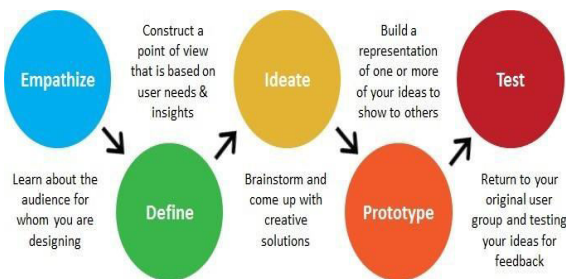 Empathize
Learn about the
audience for
whom you are
designing
Construct a
point of view
that is based on
user needs &
insights
Define
Ideate
Brainstorm and
come up with
creative
solutions
Build a
representation
of one or more
of your ideas to
show to others
Prototype
Test
Return to your
original user
group and testing
your ideas for
feedback